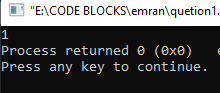 "E:\CODE BLOCKS\emran\quetion1.
1
Process returned 0 (0x0) e
Press any key to continue.